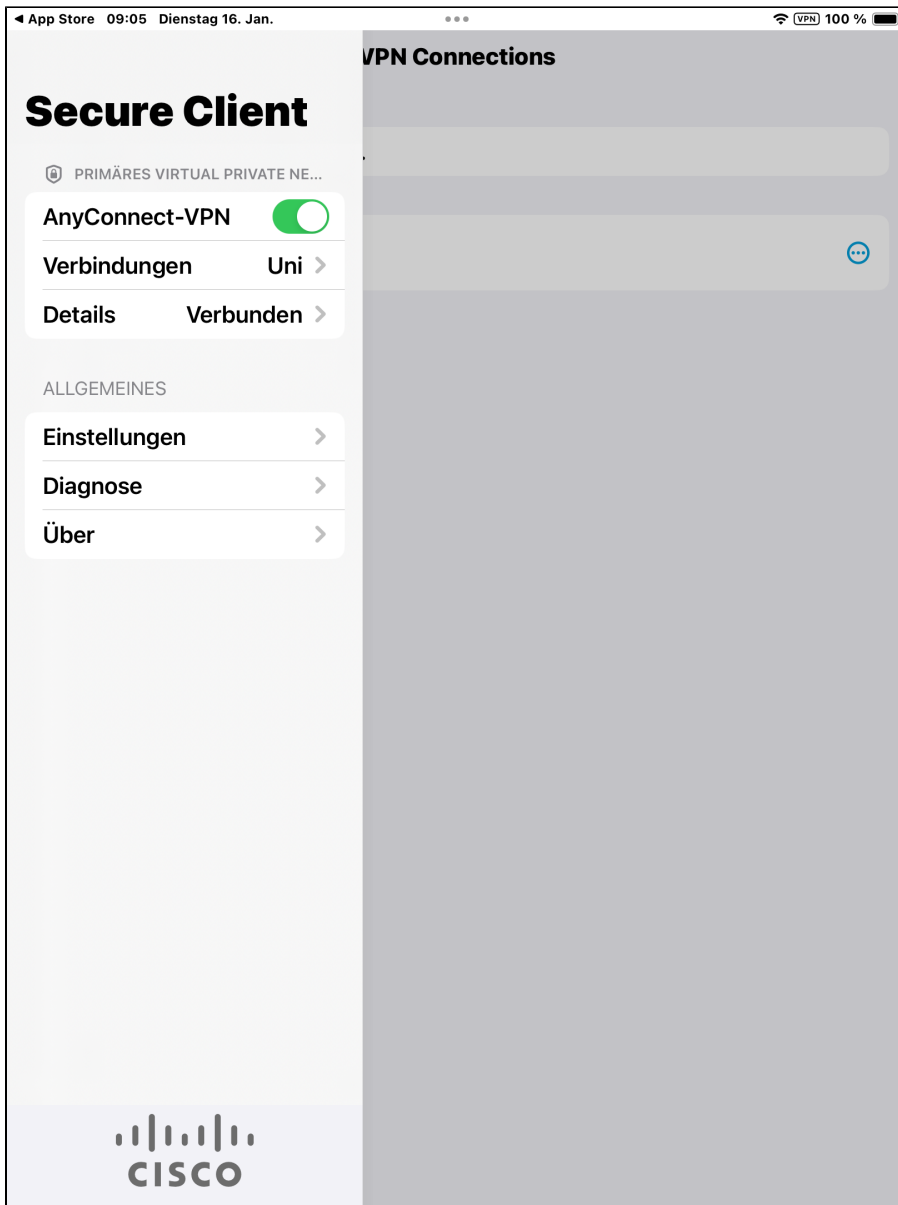 ◀ App Store 09:05 Dienstag 16. Jan. VPN 100 %
VPN Connections
Secure Client
PRIMÄRES VIRTUAL PRIVATE NE...
AnyConnect-VPN
Verbindungen Uni
Details Verbunden
ALLGEMEINES
Einstellungen
Diagnose
Über
CISCO